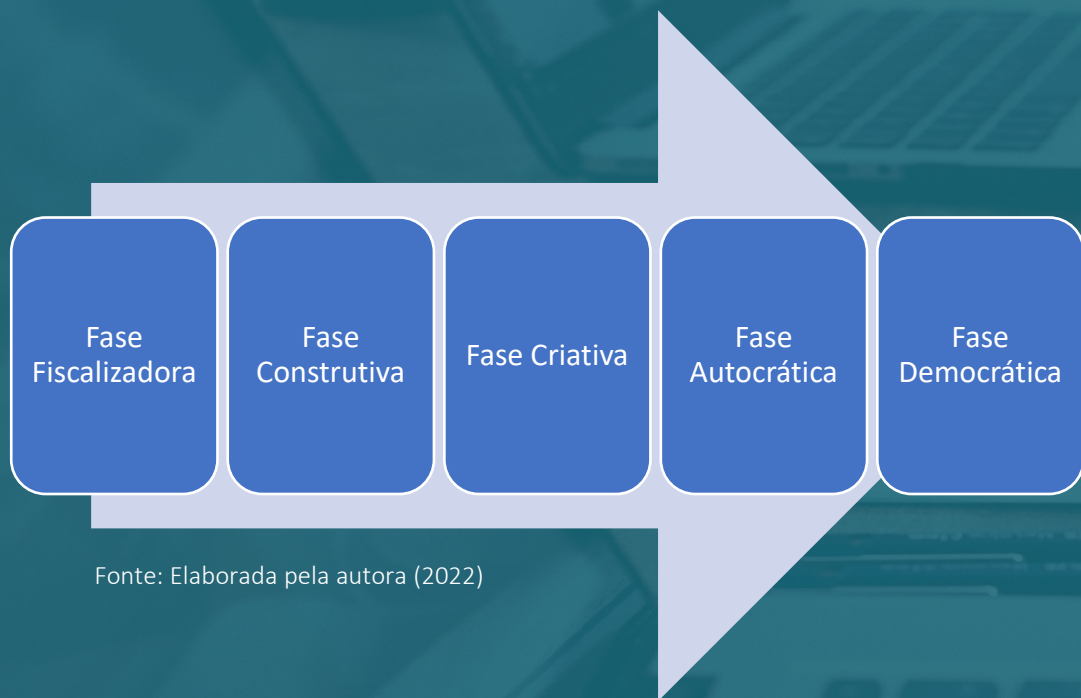 Fase
Fiscalizadora
Fase
Construtiva
Fase Criativa
Fase
Autocrática
Fase
Democrática
Fonte: Elaborada pela autora (2022)